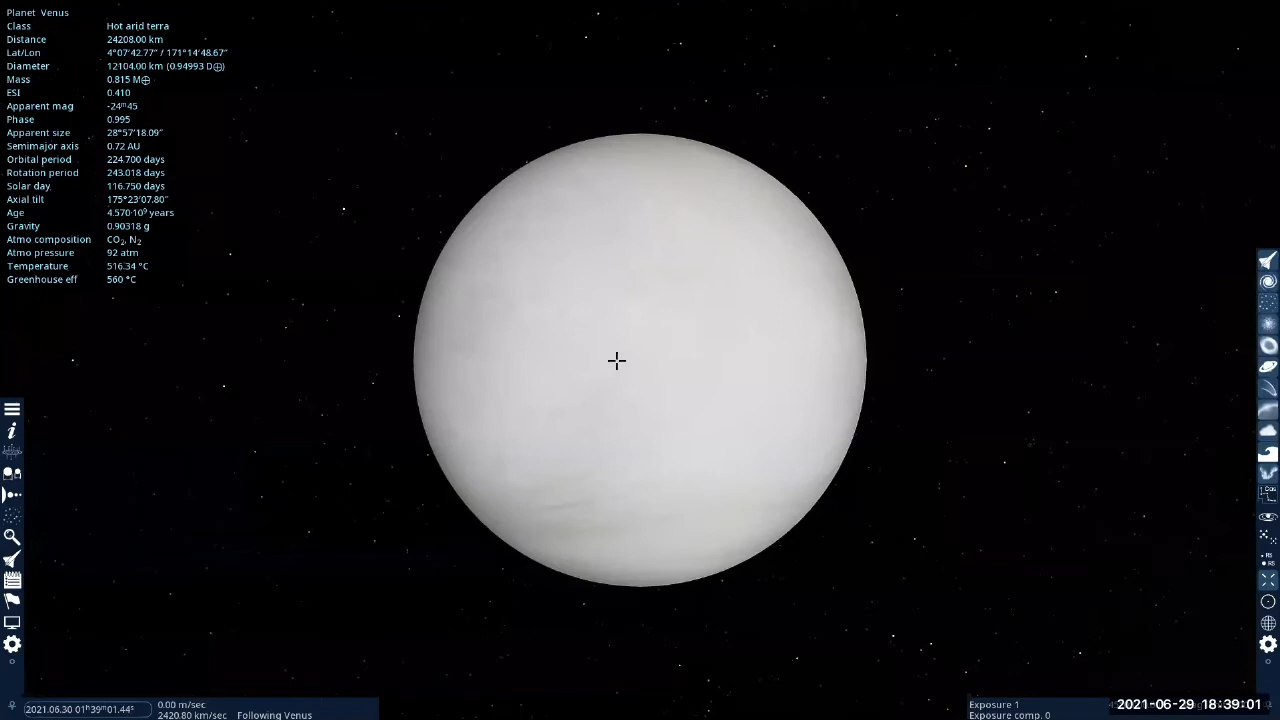 Planet Venus
Class Hot arid terra
Distance 24208.00 km
Lat/Lon 4°07'42.77" / 171°14'48.67"
Diameter 12104.00 km (0.94993 D⊕)
Mass 0.815 M⊕
ESI 0.410
Apparent mag -24ᵐ45
Phase 0.995
Apparent size 28°57'18.09"
Semimajor axis 0.72 AU
Orbital period 224.700 days
Rotation period 243.018 days
Solar day 116.750 days
Axial tilt 175°23'07.80"
Age 4.570·10⁹ years
Gravity 0.90318 g
Atmo composition CO₂, N₂
Atmo pressure 92 atm
Temperature 516.34 °C
Greenhouse eff 560 °C
2021.06.30 01ʰ39ᵐ01.44ˢ
0.00 m/sec
2420.80 km/sec Following Venus
Exposure 1
Exposure comp. 0
2021-06-29 18:39:01